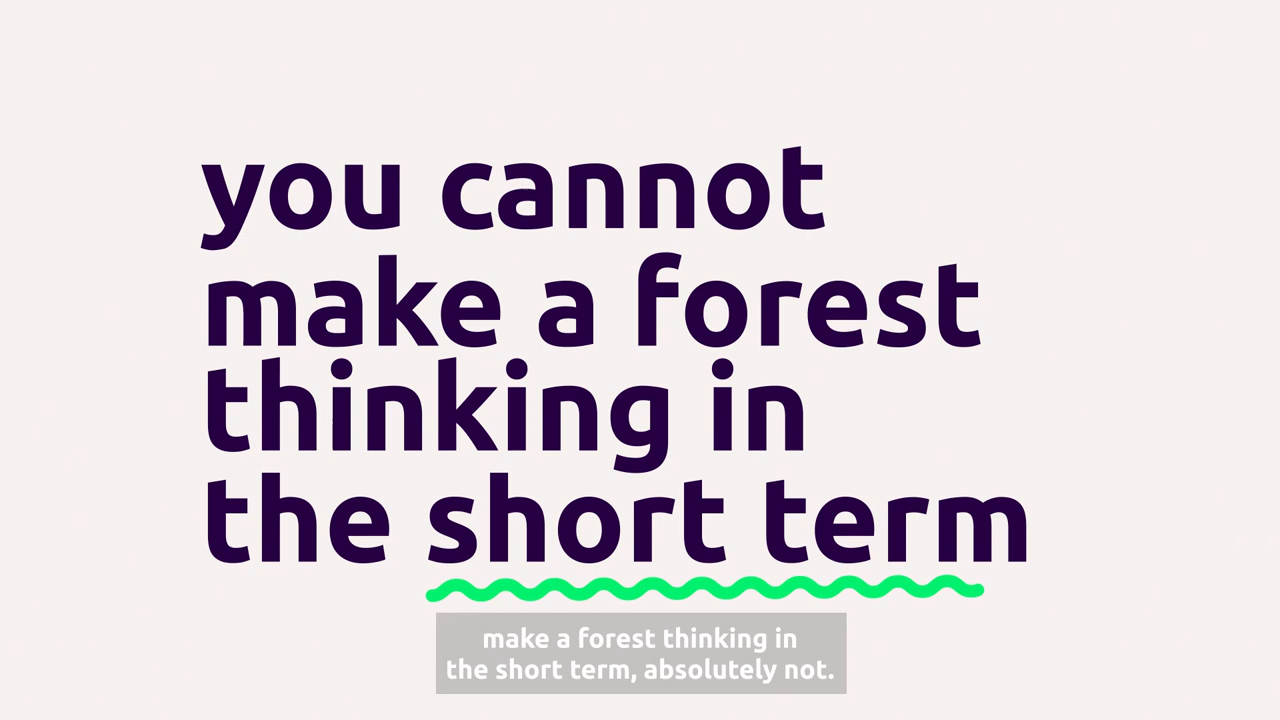 you cannot
make a forest
thinking in
the short term
make a forest thinking in
the short term, absolutely not.